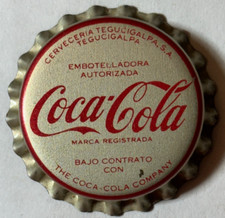 CERVECERIA TEGUCIGALPA, S.A.
TEGUCIGALPA
EMBOTELLADORA
AUTORIZADA
Coca-Cola
MARCA REGISTRADA
BAJO CONTRATO
CON
THE COCA-COLA COMPANY